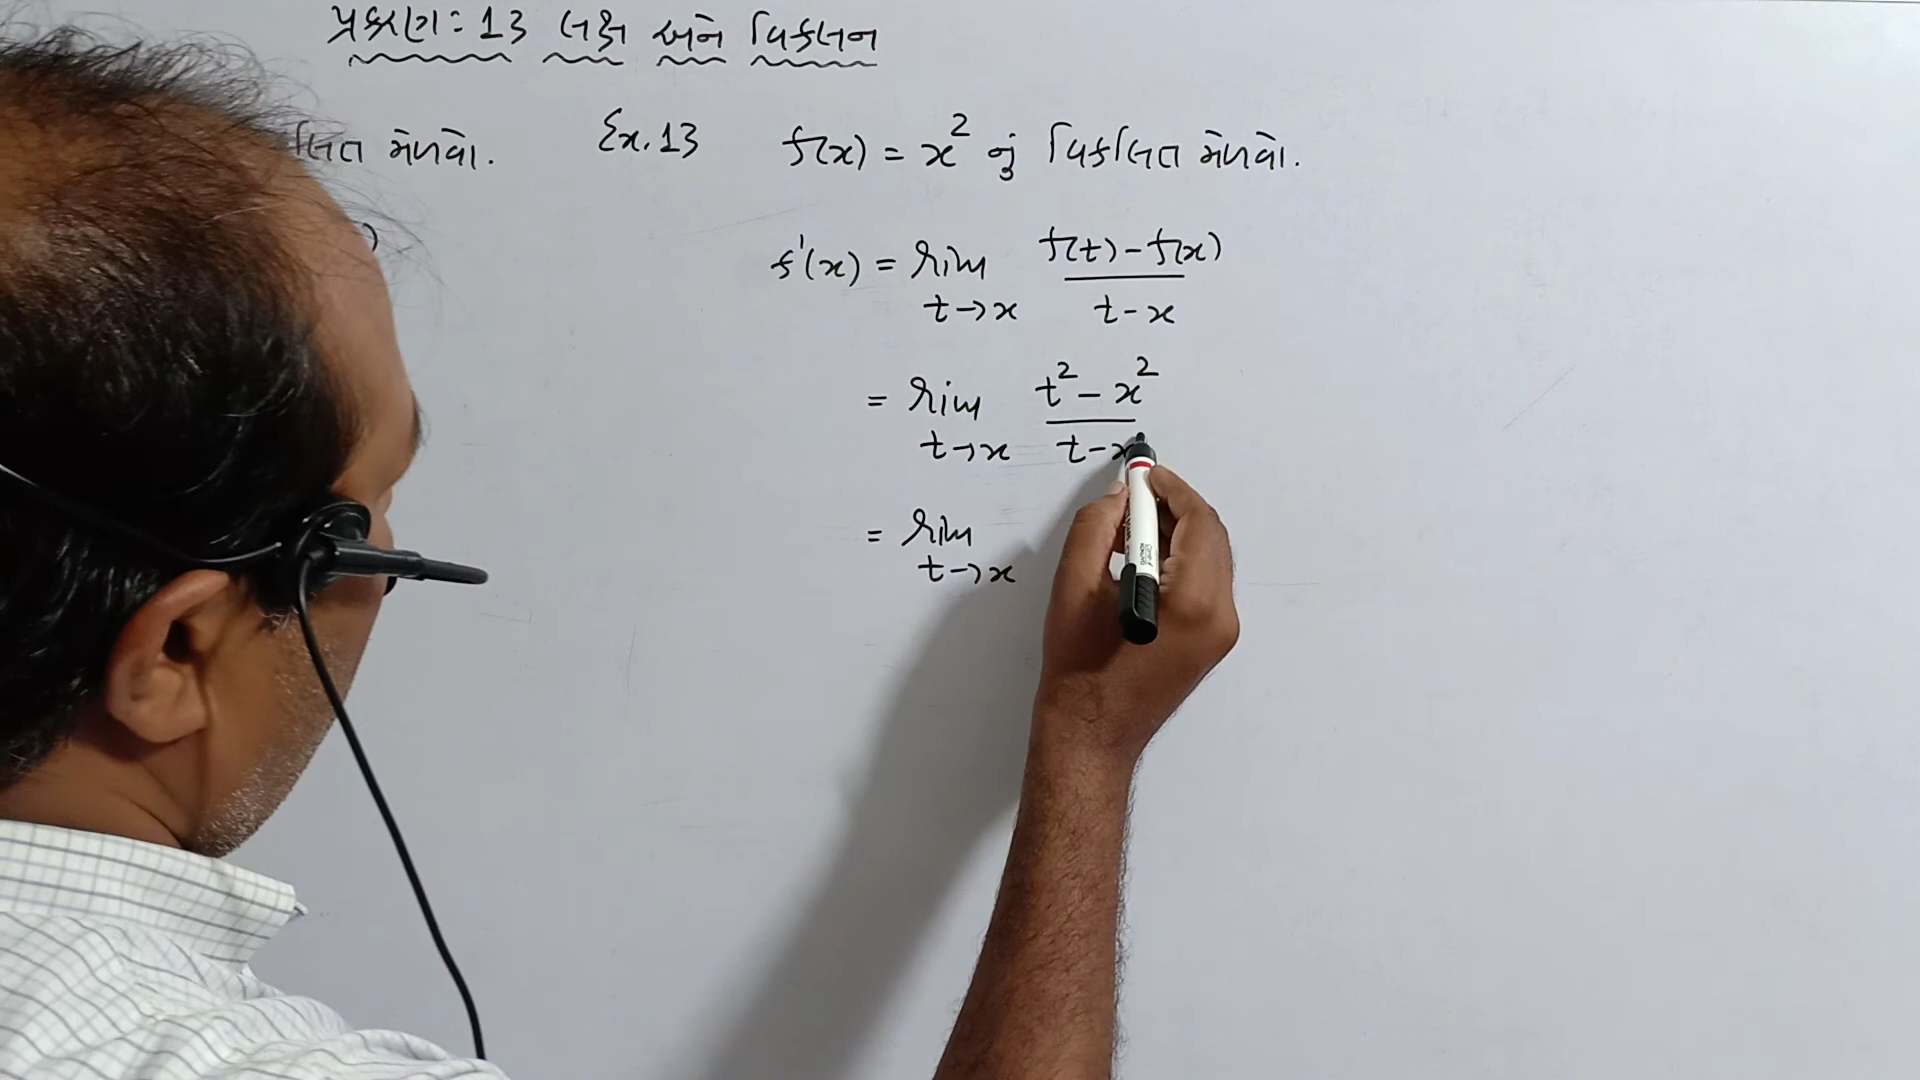 પ્રકરણ: 13 લક્ષ અને વિકલન
મેળવો. Ex. 13 f(x) = x² નું વિકલિત મેળવો.
f'(x) = lim f(t) - f(x)
t→x t - x
= lim t² - x²
t→x t - x
= lim
t→x